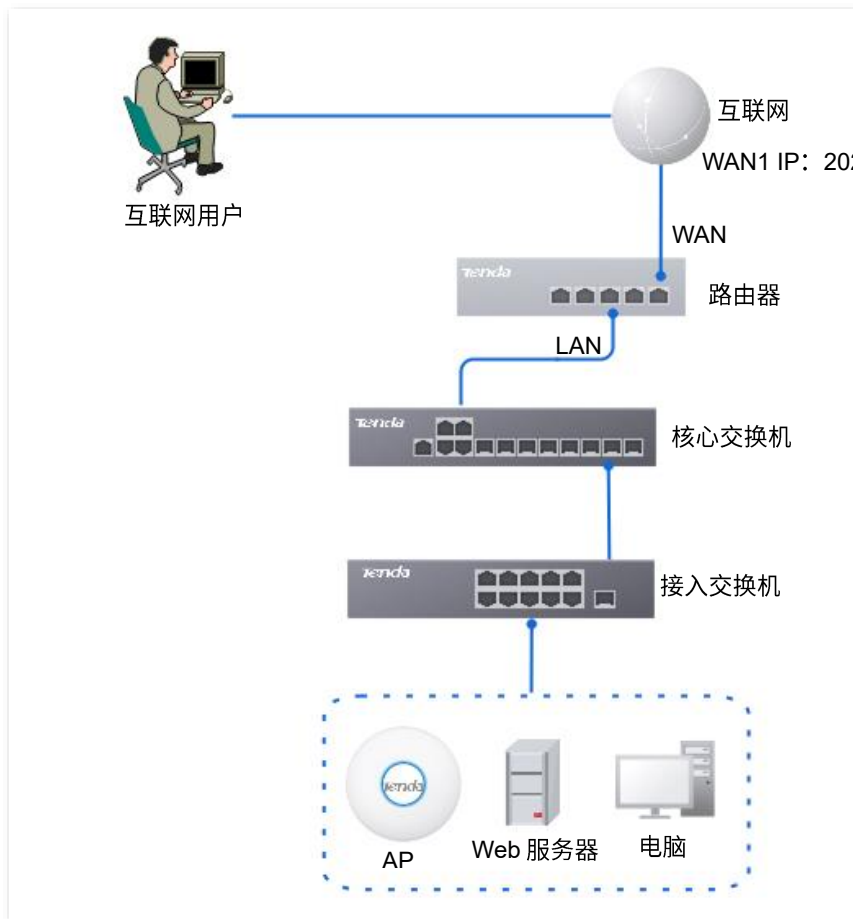 互联网
WAN1 IP：202
互联网用户
WAN
Tenda
路由器
LAN
Tenda
核心交换机
Tenda
接入交换机
Tenda
AP
Web 服务器
电脑